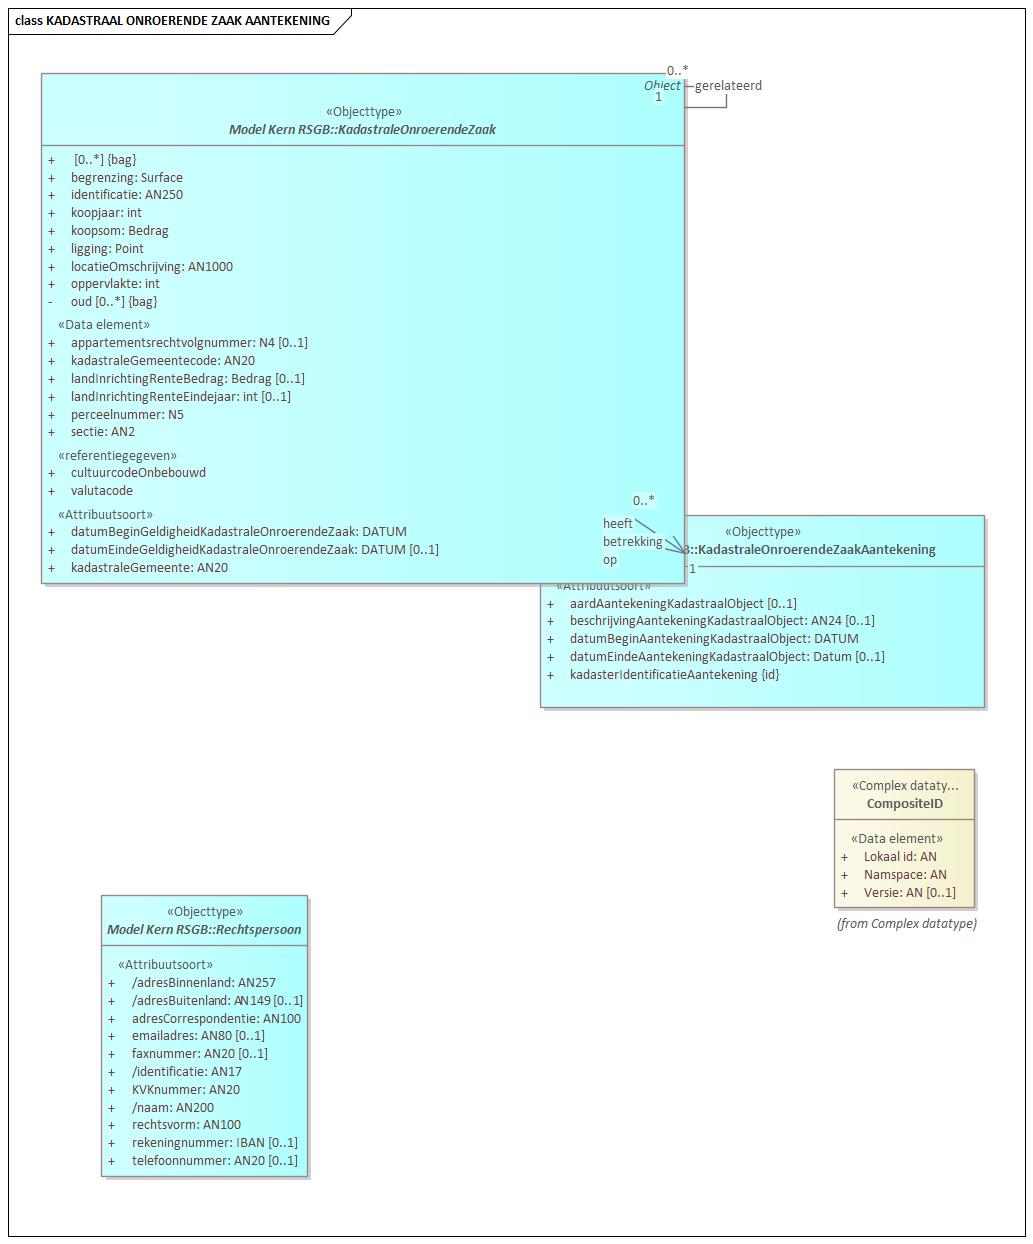 class KADASTRAAL ONROERENDE ZAAK AANTEKENING
0..*
Object
gerelateerd
1
«Objecttype»
Model Kern RSGB::KadastraleOnroerendeZaak
+ [0..*] {bag}
+ begrenzing: Surface
+ identificatie: AN250
+ koopjaar: int
+ koopsom: Bedrag
+ ligging: Point
+ locatieOmschrijving: AN1000
+ oppervlakte: int
- oud [0..*] {bag}
«Data element»
+ appartementsrechtvolgnummer: N4 [0..1]
+ kadastraleGemeentecode: AN20
+ landInrichtingRenteBedrag: Bedrag [0..1]
+ landInrichtingRenteEindejaar: int [0..1]
+ perceelnummer: N5
+ sectie: AN2
«referentiegegeven»
+ cultuurcodeOnbebouwd
+ valutacode
«Attribuutsoort»
+ datumBeginGeldigheidKadastraleOnroerendeZaak: DATUM
+ datumEindeGeldigheidKadastraleOnroerendeZaak: DATUM [0..1]
+ kadastraleGemeente: AN20
0..*
heeft
betrekking
op
1
«Objecttype»
::KadastraleOnroerendeZaakAantekening
«Attribuutsoort»
+ aardAantekeningKadastraalObject [0..1]
+ beschrijvingAantekeningKadastraalObject: AN24 [0..1]
+ datumBeginAantekeningKadastraalObject: DATUM
+ datumEindeAantekeningKadastraalObject: Datum [0..1]
+ kadasterIdentificatieAantekening {id}
«Complex dataty...
CompositeID
«Data element»
+ Lokaal id: AN
+ Namspace: AN
+ Versie: AN [0..1]
(from Complex datatype)
«Objecttype»
Model Kern RSGB::Rechtspersoon
«Attribuutsoort»
+ /adresBinnenland: AN257
+ /adresBuitenland: AN149 [0..1]
+ adresCorrespondentie: AN100
+ emailadres: AN80 [0..1]
+ faxnummer: AN20 [0..1]
+ /identificatie: AN17
+ KVKnummer: AN20
+ /naam: AN200
+ rechtsvorm: AN100
+ rekeningnummer: IBAN [0..1]
+ telefoonnummer: AN20 [0..1]